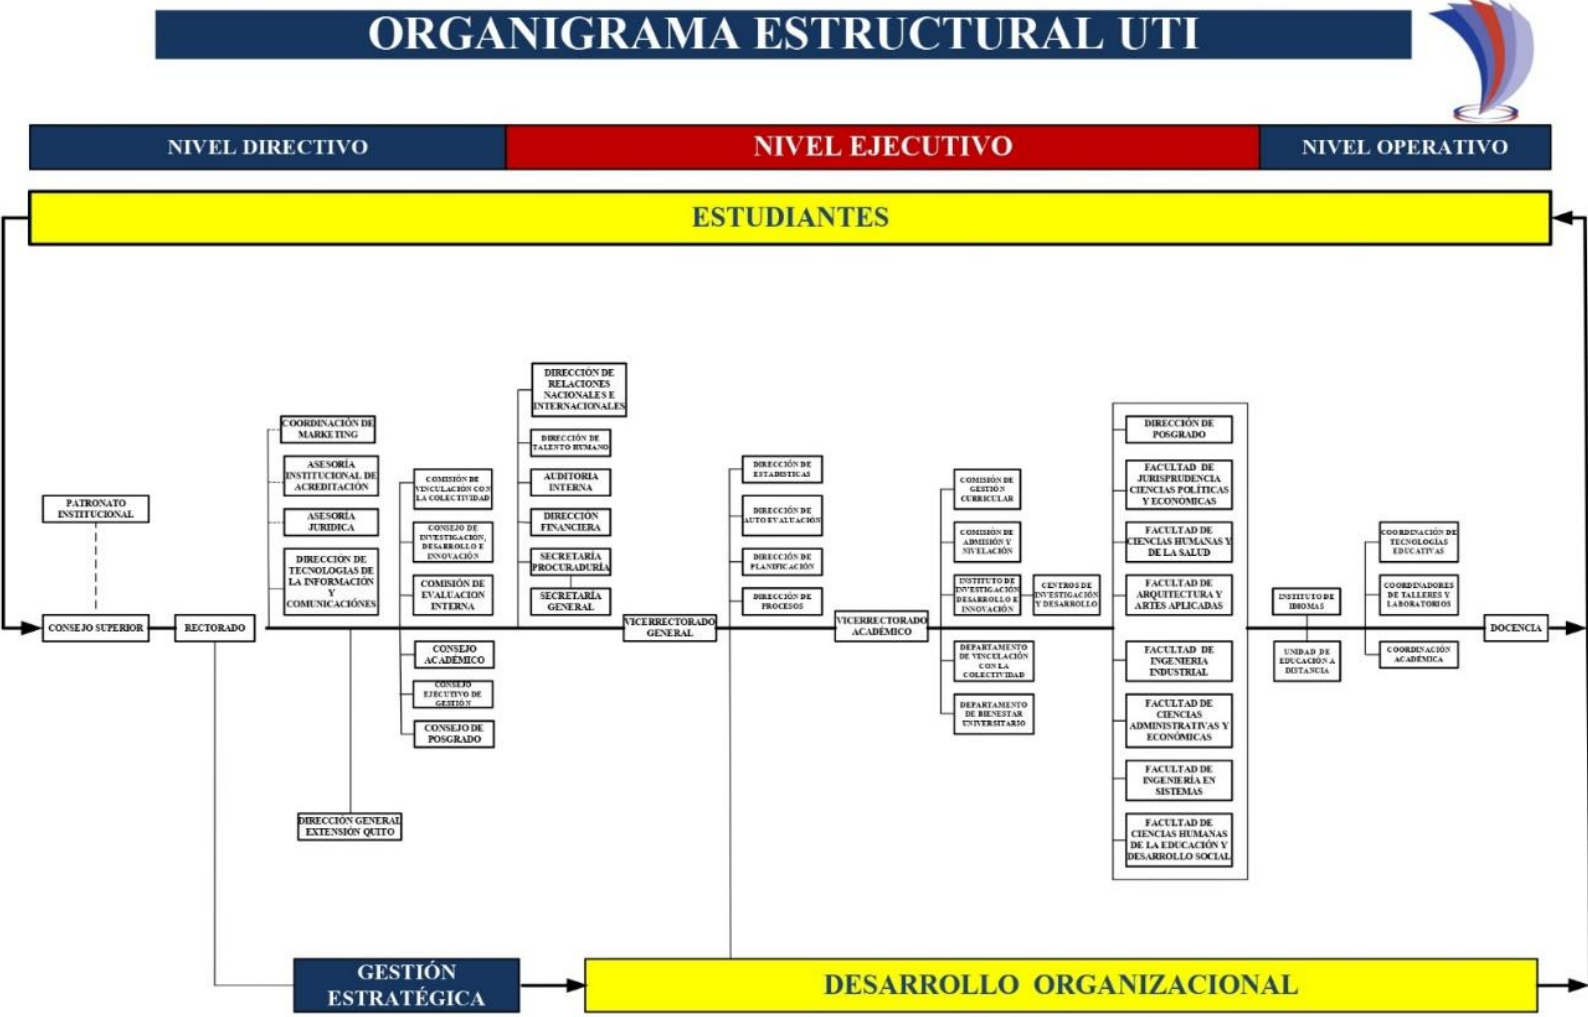 ORGANIGRAMA ESTRUCTURAL UTI
NIVEL DIRECTIVO
NIVEL EJECUTIVO
NIVEL OPERATIVO
ESTUDIANTES
PATRONATO
INSTITUCIONAL
CONSEJO SUPERIOR
RECTORADO
COORDINACIÓN DE
MARKETING
ASESORÍA
INSTITUCIONAL DE
ACREDITACIÓN
ASESORÍA
JURIDICA
DIRECCIÓN DE
TECNOLOGIAS DE
LA INFORMACIÓN
Y
COMUNICACIÓNES
DIRECCIÓN GENERAL
EXTENSIÓN QUITO
COMISIÓN DE
VINCULACIÓN CON
LA COLECTIVIDAD
CONSEJO DE
INVESTIGACIÓN,
DESARROLLO E
INNOVACIÓN
COMISIÓN DE
EVALUACION
INTERNA
CONSEJO
ACADÉMICO
CONSEJO
EJECUTIVO DE
GESTIÓN
CONSEJO DE
POSGRADO
DIRECCIÓN DE
RELACIONES
NACIONALES E
INTERNACIONALES
DIRECCIÓN DE
TALENTO HUMANO
AUDITORIA
INTERNA
DIRECCIÓN
FINANCIERA
SECRETARÍA
PROCURADURÍA
SECRETARÍA
GENERAL
VICERRECTORADO
GENERAL
DIRECCIÓN DE
ESTADISTICAS
DIRECCIÓN DE
AUTO EVALUACIÓN
DIRECCIÓN DE
PLANIFICACIÓN
DIRECCIÓN DE
PROCESOS
VICERRECTORADO
ACADÉMICO
COMISIÓN DE
GESTIÓN
CURRICULAR
COMISIÓN DE
ADMISIÓN Y
NIVELACIÓN
INSTITUTO DE
INVESTIGACIÓN
DESARROLLO E
INNOVACIÓN
CENTROS DE
INVESTIGACIÓN
Y DESARROLLO
DEPARTAMENTO
DE VINCULACIÓN
CON LA
COLECTIVIDAD
DEPARTAMENTO
DE BIENESTAR
UNIVERSITARIO
DIRECCIÓN DE
POSGRADO
FACULTAD DE
JURISPRUDENCIA
CIENCIAS POLÍTICAS
Y ECONÓMICAS
FACULTAD DE
CIENCIAS HUMANAS Y
DE LA SALUD
FACULTAD DE
ARQUITECTURA Y
ARTES APLICADAS
FACULTAD DE
INGENIERIA
INDUSTRIAL
FACULTAD DE
CIENCIAS
ADMINISTRATIVAS Y
ECONÓMICAS
FACULTAD DE
INGENIERÍA EN
SISTEMAS
FACULTAD DE
CIENCIAS HUMANAS
DE LA EDUCACIÓN Y
DESARROLLO SOCIAL
INSTITUTO DE
IDIOMAS
UNIDAD DE
EDUCACIÓN A
DISTANCIA
COORDINACIÓN DE
TECNOLOGÍAS
EDUCATIVAS
COORDINADORES
DE TALLERES Y
LABORATORIOS
COORDINACIÓN
ACADÉMICA
DOCENCIA
GESTIÓN
ESTRATÉGICA
DESARROLLO ORGANIZACIONAL